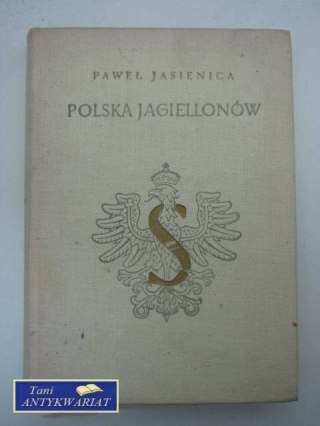 PAWEŁ JASIENICA
POLSKA JAGIELLONÓW
S
Tani
ANTYKWARIAT